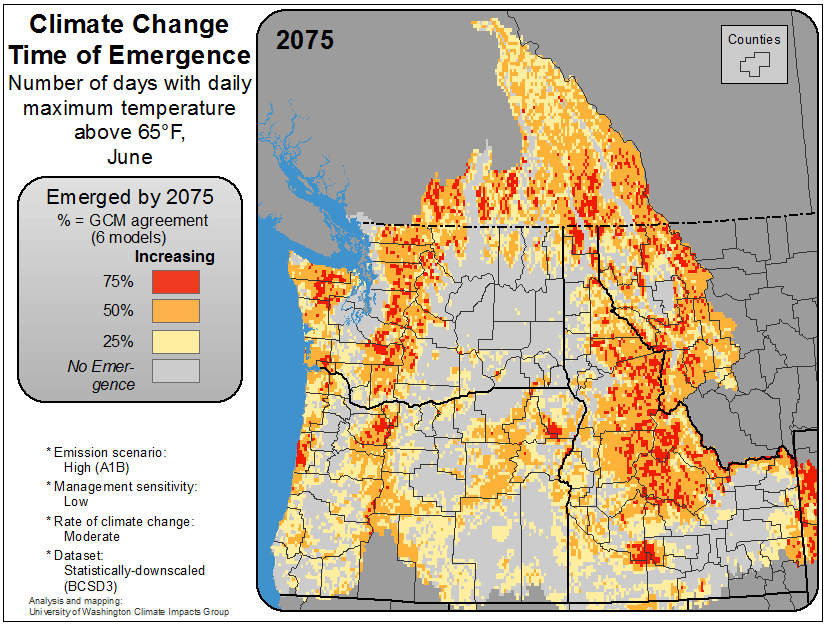 Climate Change
Time of Emergence
Number of days with daily
maximum temperature
above 65°F,
June
Emerged by 2075
% = GCM agreement
(6 models)
Increasing
75%
50%
25%
No Emer-
gence
* Emission scenario:
High (A1B)
* Management sensitivity:
Low
* Rate of climate change:
Moderate
* Dataset:
Statistically-downscaled
(BCSD3)
Analysis and mapping:
University of Washington Climate Impacts Group
2075
Counties